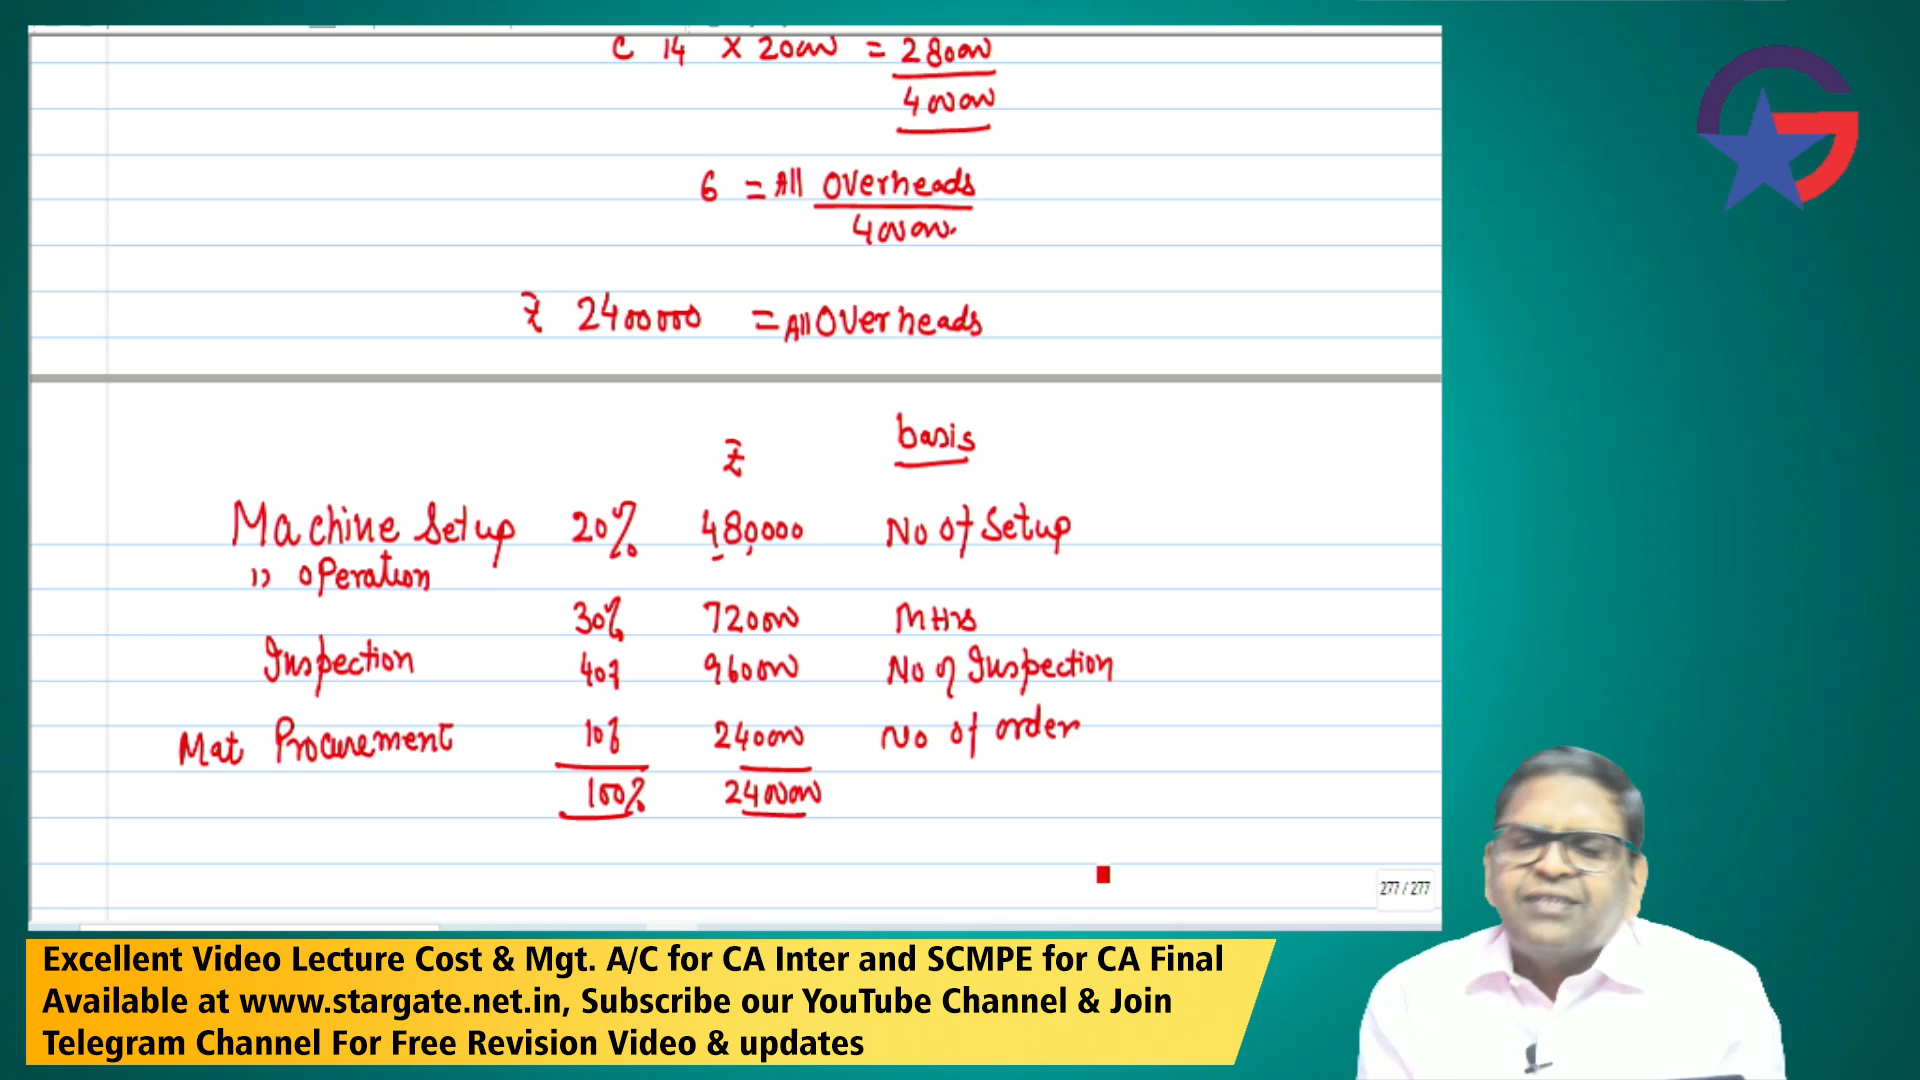 C 14 X 20000 = 280000
400000
6 = All Overheads
400000.
₹ 2400000 = All Overheads
₹ basis
Machine Setup 20% 480000 No of Setup
,, operation
30% 720000 MHrs
Inspection 40% 960000 No of Inspection
Mat Procurement 10% 240000 No of order
100% 2400000
277 / 277
Excellent Video Lecture Cost & Mgt. A/C for CA Inter and SCMPE for CA Final
Available at www.stargate.net.in, Subscribe our YouTube Channel & Join
Telegram Channel For Free Revision Video & updates